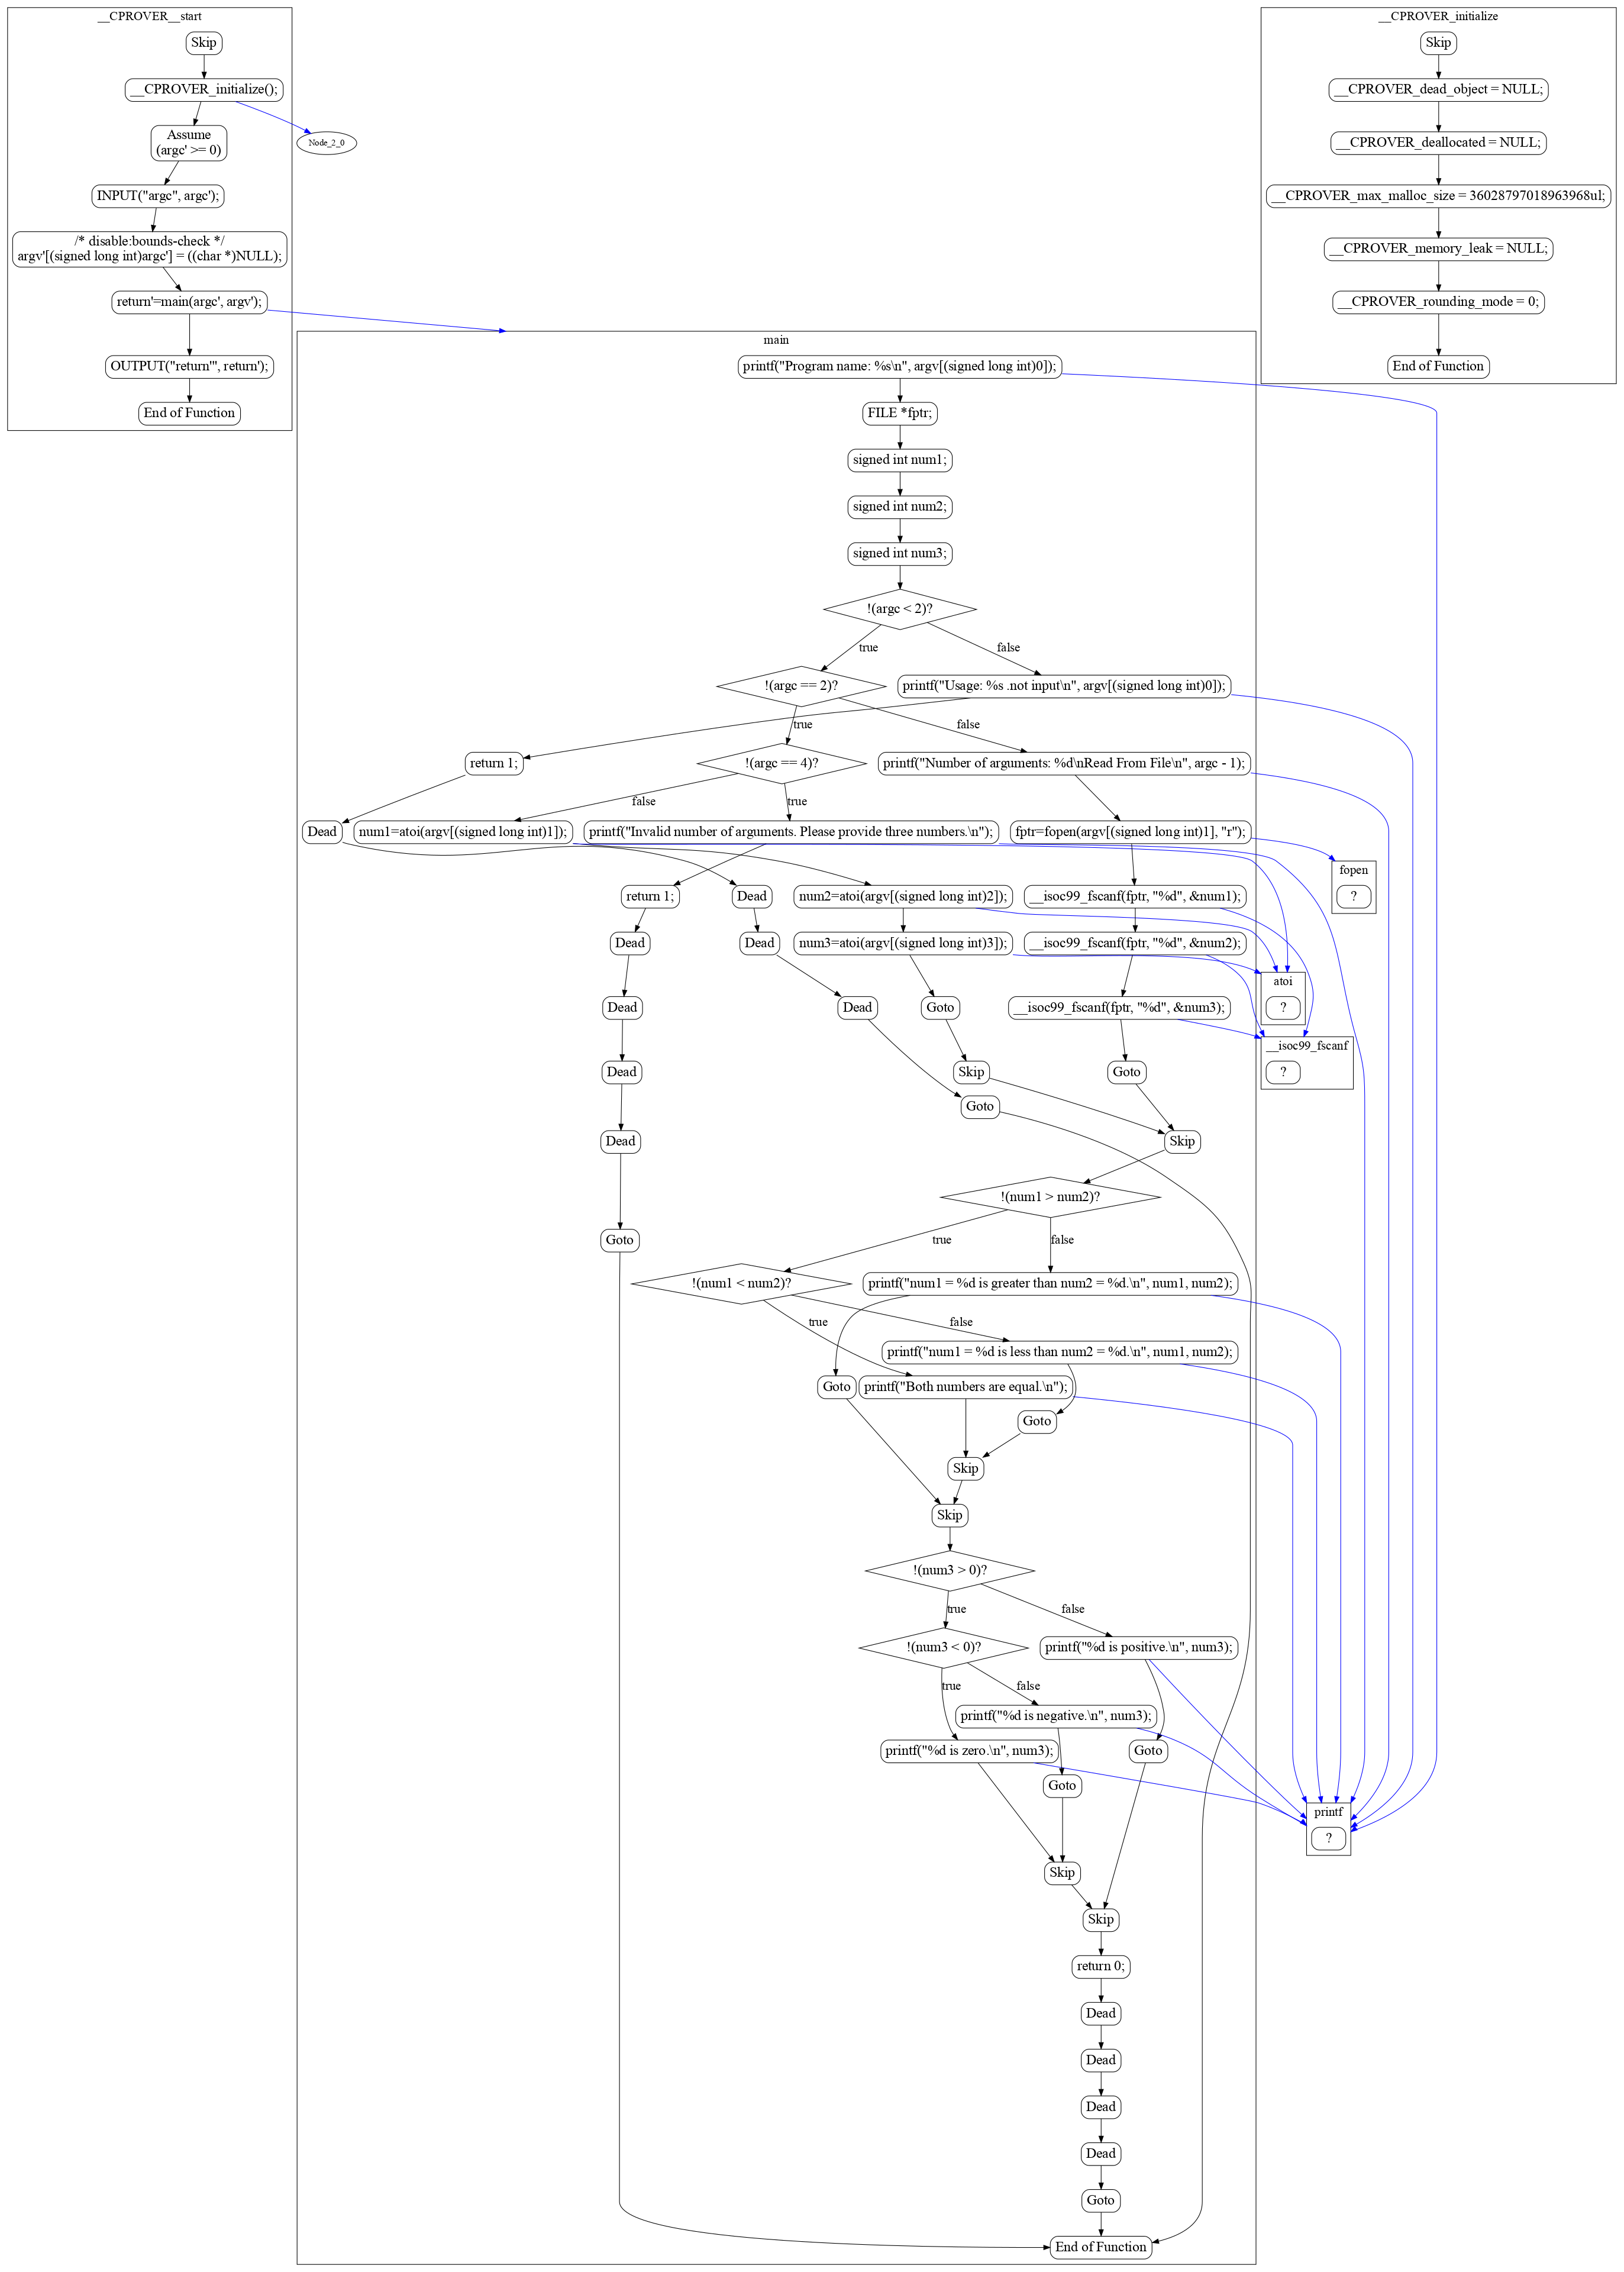 __CPROVER__start
Skip
__CPROVER_initialize();
Node_2_0
Assume
(argc' >= 0)
INPUT("argc", argc');
/* disable:bounds-check */
argv'[(signed long int)argc'] = ((char *)NULL);
return'=main(argc', argv');
OUTPUT("return'", return');
End of Function
__CPROVER_initialize
Skip
__CPROVER_dead_object = NULL;
__CPROVER_deallocated = NULL;
__CPROVER_max_malloc_size = 36028797018963968ul;
__CPROVER_memory_leak = NULL;
__CPROVER_rounding_mode = 0;
End of Function
main
printf("Program name: %s\n", argv[(signed long int)0]);
FILE *fptr;
signed int num1;
signed int num2;
signed int num3;
!(argc < 2)?
true
false
!(argc == 2)?
printf("Usage: %s .not input\n", argv[(signed long int)0]);
true
false
return 1;
!(argc == 4)?
printf("Number of arguments: %d\nRead From File\n", argc - 1);
false
true
Dead
num1=atoi(argv[(signed long int)1]);
printf("Invalid number of arguments. Please provide three numbers.\n");
fptr=fopen(argv[(signed long int)1], "r");
return 1;
Dead
num2=atoi(argv[(signed long int)2]);
__isoc99_fscanf(fptr, "%d", &num1);
Dead
Dead
num3=atoi(argv[(signed long int)3]);
__isoc99_fscanf(fptr, "%d", &num2);
Dead
Dead
Goto
__isoc99_fscanf(fptr, "%d", &num3);
Dead
Skip
Goto
Goto
Dead
Skip
!(num1 > num2)?
Goto
true
false
!(num1 < num2)?
printf("num1 = %d is greater than num2 = %d.\n", num1, num2);
true
false
printf("num1 = %d is less than num2 = %d.\n", num1, num2);
Goto
printf("Both numbers are equal.\n");
Goto
Skip
Skip
!(num3 > 0)?
true
false
!(num3 < 0)?
printf("%d is positive.\n", num3);
true
false
printf("%d is negative.\n", num3);
printf("%d is zero.\n", num3);
Goto
Goto
Skip
Skip
return 0;
Dead
Dead
Dead
Dead
Goto
End of Function
fopen
?
atoi
?
__isoc99_fscanf
?
printf
?